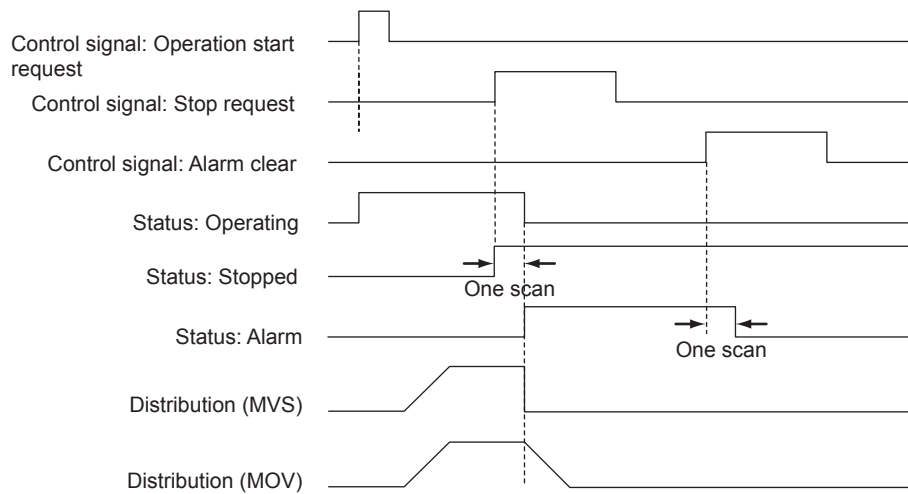 Control signal: Operation start
request
Control signal: Stop request
Control signal: Alarm clear
Status: Operating
Status: Stopped
One scan
Status: Alarm
One scan
Distribution (MVS)
Distribution (MOV)